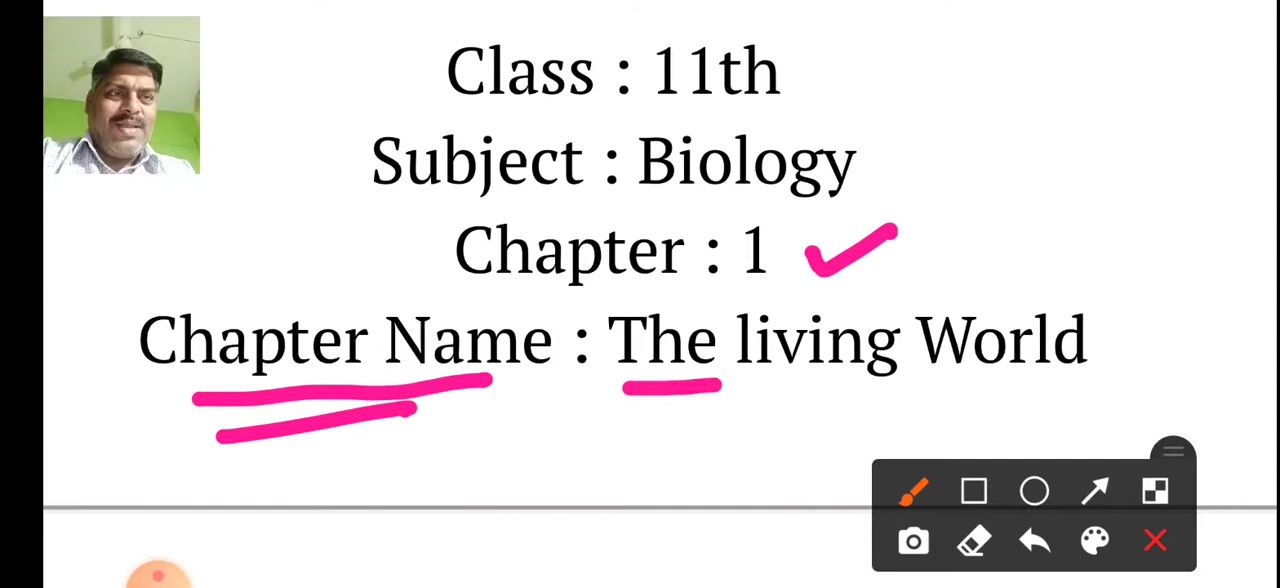 Class : 11th
Subject : Biology
Chapter : 1
Chapter Name : The living World